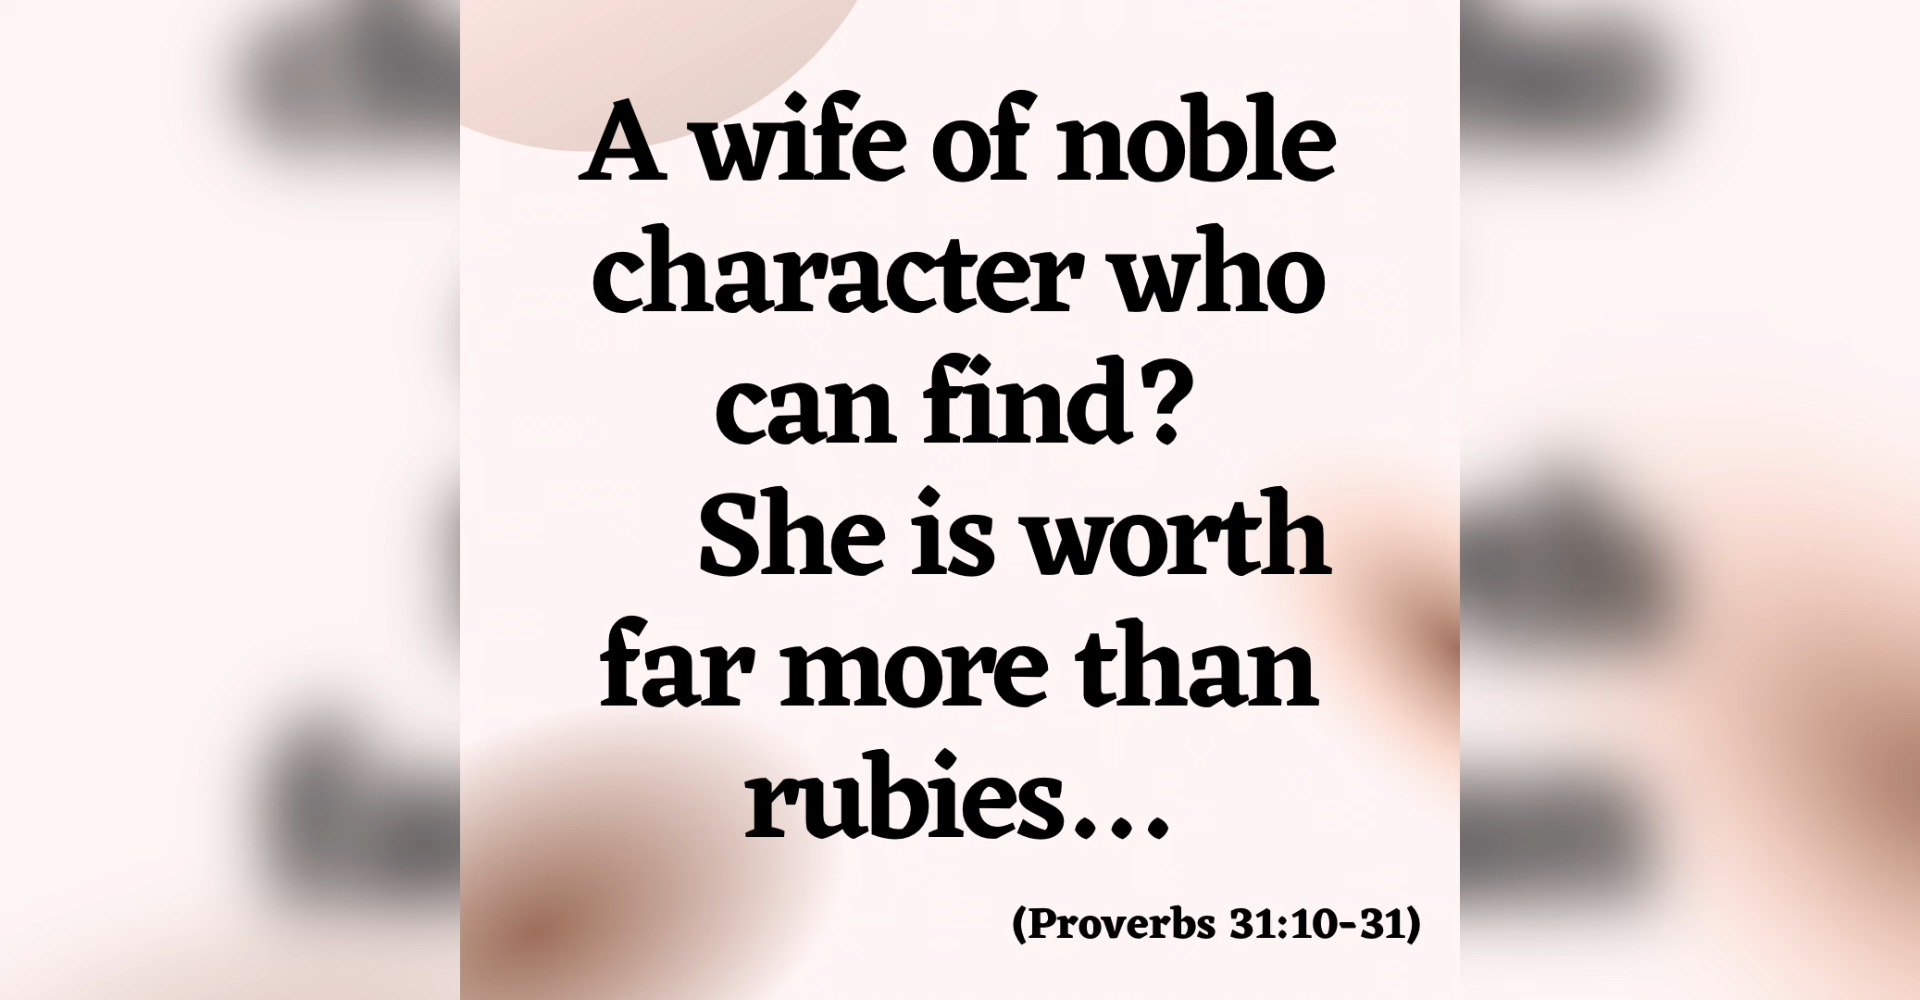 A wife of noble
character who
can find?
She is worth
far more than
rubies...
(Proverbs 31:10-31)